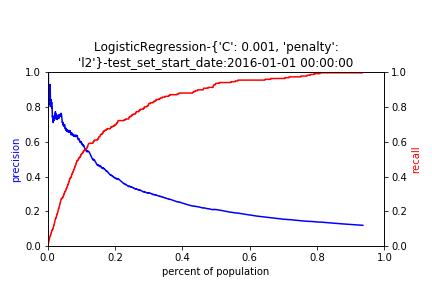 LogisticRegression-{'C': 0.001, 'penalty':
'l2'}-test_set_start_date:2016-01-01 00:00:00
1.0
0.8
0.6
0.4
0.2
0.0
precision
1.0
0.8
0.6
0.4
0.2
0.0
recall
0.0 0.2 0.4 0.6 0.8 1.0
percent of population